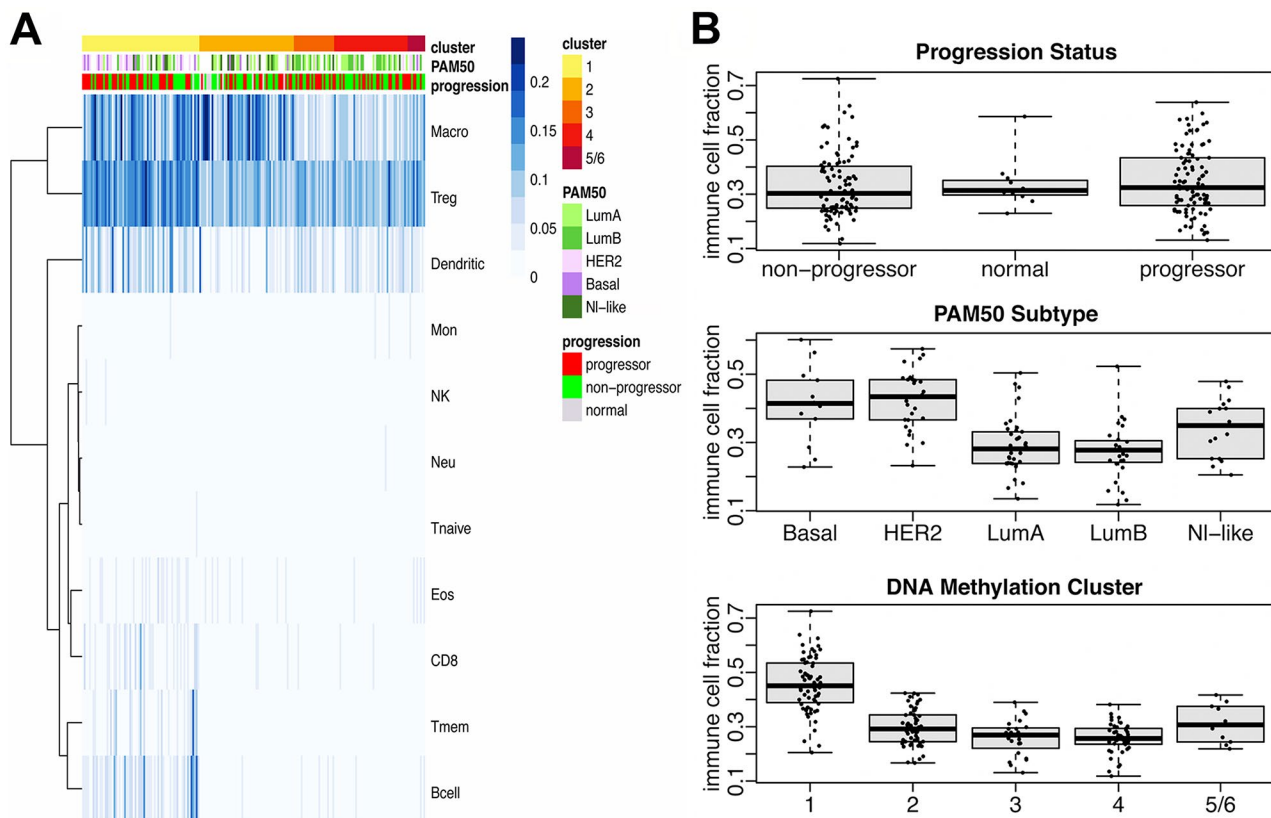 A
cluster
PAM50
progression
Macro
Treg
Dendritic
Mon
NK
Neu
Tnaive
Eos
CD8
Tmem
Bcell
0.2
0.15
0.1
0.05
0
cluster
1
2
3
4
5/6
PAM50
LumA
LumB
HER2
Basal
Nl-like
progression
progressor
non-progressor
normal
B
Progression Status
immune cell fraction
0.7
0.5
0.3
0.1
non-progressor normal progressor
PAM50 Subtype
immune cell fraction
0.5
0.3
0.1
Basal HER2 LumA LumB Nl-like
DNA Methylation Cluster
immune cell fraction
0.7
0.5
0.3
0.1
1 2 3 4 5/6